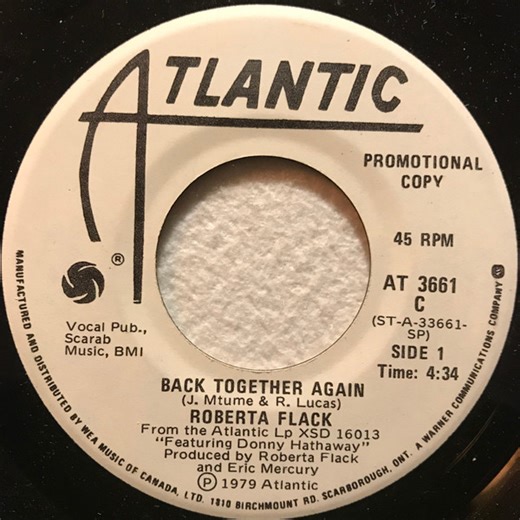 ATLANTIC
®
PROMOTIONAL
COPY
45 RPM
AT 3661
C
(ST-A-33661-
SP)
SIDE 1
Time: 4:34
Vocal Pub.,
Scarab
Music, BMI
BACK TOGETHER AGAIN
(J. Mtume & R. Lucas)
ROBERTA FLACK
From the Atlantic Lp XSD 16013
"Featuring Donny Hathaway"
Produced by Roberta Flack
and Eric Mercury
Ⓟ 1979 Atlantic
MANUFACTURED AND DISTRIBUTED BY WEA MUSIC OF CANADA, LTD. 1810 BIRCHMOUNT RD. SCARBOROUGH, ONT. A WARNER COMMUNICATIONS COMPANY